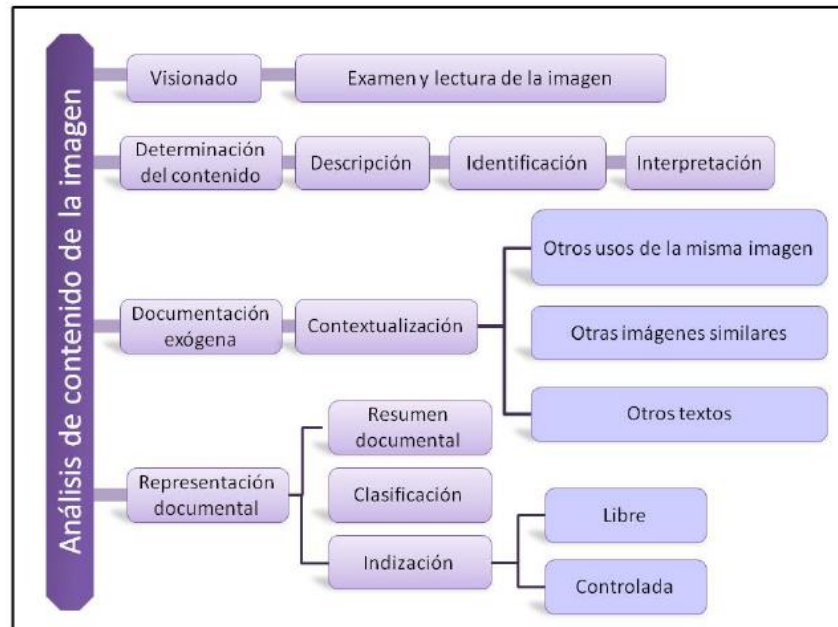 Análisis de contenido de la imagen
Visionado
Examen y lectura de la imagen
Determinación
del contenido
Descripción
Identificación
Interpretación
Documentación
exógena
Contextualización
Otros usos de la misma imagen
Otras imágenes similares
Otros textos
Representación
documental
Resumen
documental
Clasificación
Indización
Libre
Controlada